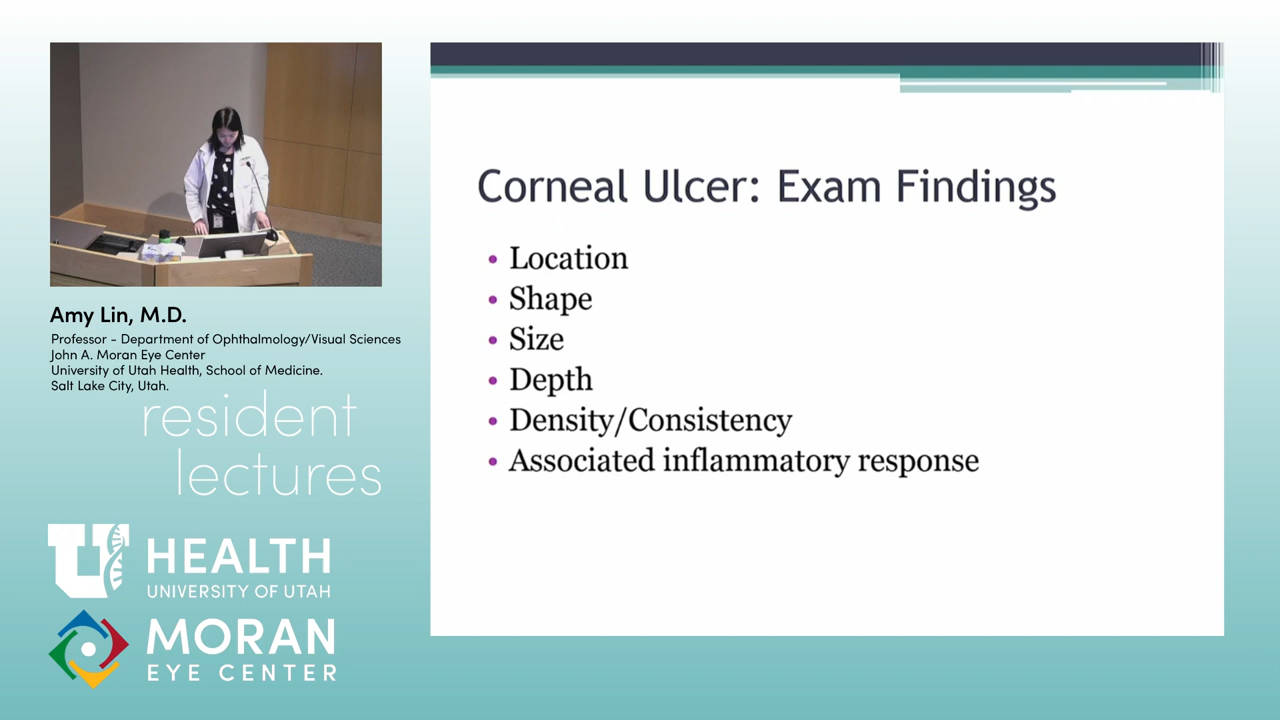 Amy Lin, M.D.
Professor - Department of Ophthalmology/Visual Sciences
John A. Moran Eye Center
University of Utah Health, School of Medicine.
Salt Lake City, Utah.
resident
lectures
U HEALTH
UNIVERSITY OF UTAH
MORAN
EYE CENTER
Corneal Ulcer: Exam Findings
• Location
• Shape
• Size
• Depth
• Density/Consistency
• Associated inflammatory response